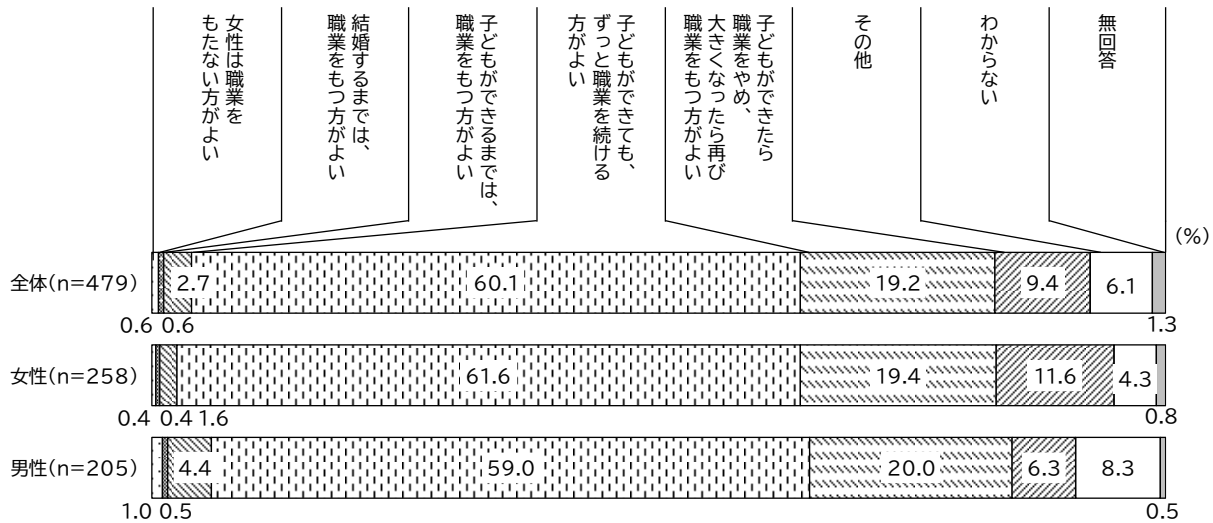 女性は職業を
もたない方がよい
結婚するまでは、
職業をもつ方がよい
子どもができるまでは、
職業をもつ方がよい
子どもができても、
ずっと職業を続ける
方がよい
子どもができたら
職業をやめ、
大きくなったら再び
職業をもつ方がよい
その他
わからない
無回答
(%)
全体(n=479)
2.7
60.1
19.2
9.4
6.1
0.6
0.6
1.3
女性(n=258)
61.6
19.4
11.6
4.3
0.4
0.4
1.6
0.8
男性(n=205)
4.4
59.0
20.0
6.3
8.3
1.0
0.5
0.5